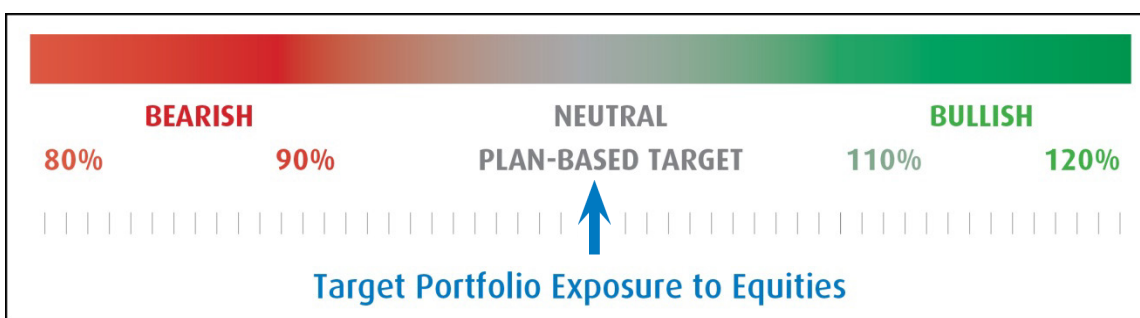 BEARISH NEUTRAL BULLISH
80% 90% PLAN-BASED TARGET 110% 120%
Target Portfolio Exposure to Equities